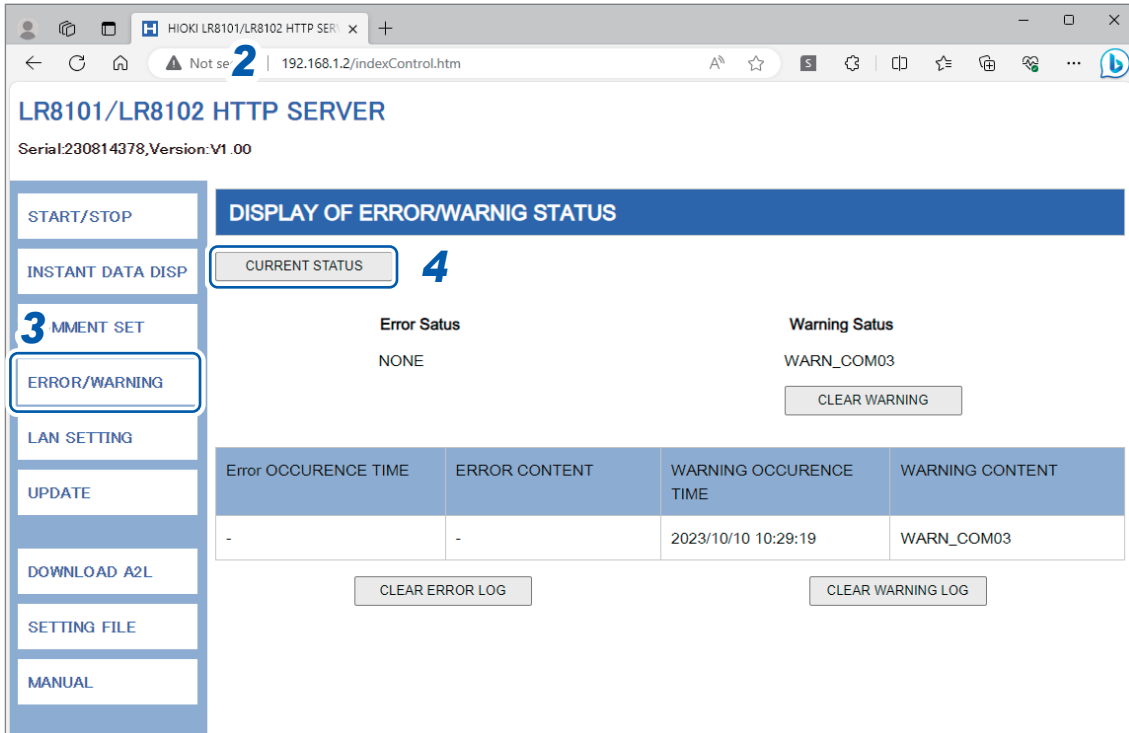 HIOKI LR8101/LR8102 HTTP SER
2
Not se
192.168.1.2/indexControl.htm
LR8101/LR8102 HTTP SERVER
Serial:230814378,Version:V1.00
START/STOP
INSTANT DATA DISP
3
MMENT SET
ERROR/WARNING
LAN SETTING
UPDATE
DOWNLOAD A2L
SETTING FILE
MANUAL
DISPLAY OF ERROR/WARNIG STATUS
CURRENT STATUS
4
Error Satus
Warning Satus
NONE
WARN_COM03
CLEAR WARNING
Error OCCURENCE TIME
ERROR CONTENT
WARNING OCCURENCE
TIME
WARNING CONTENT
-
-
2023/10/10 10:29:19
WARN_COM03
CLEAR ERROR LOG
CLEAR WARNING LOG